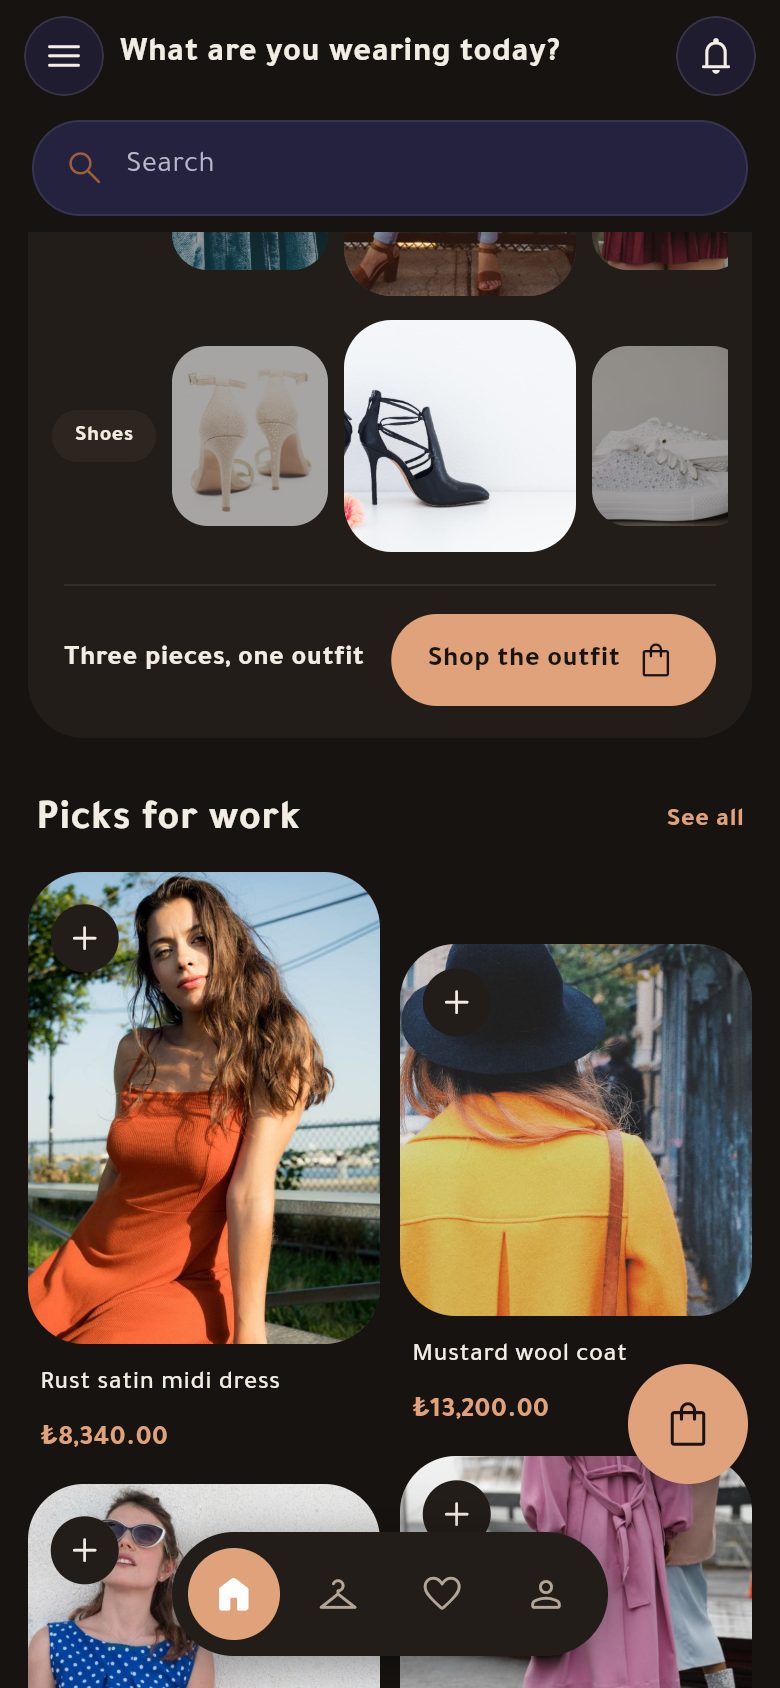 What are you wearing today?
Search
Shoes
Three pieces, one outfit
Shop the outfit
Picks for work
See all
Mustard wool coat
₺13,200.00
Rust satin midi dress
₺8,340.00